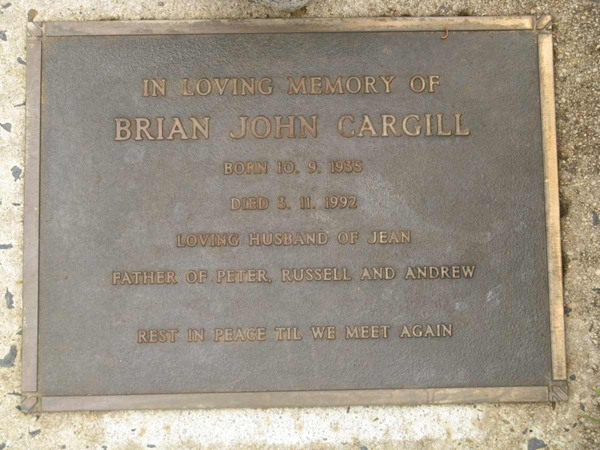 IN LOVING MEMORY OF
BRIAN JOHN CARGILL
BORN 10. 9. 1935
DIED 3. 11. 1992
LOVING HUSBAND OF JEAN
FATHER OF PETER, RUSSELL AND ANDREW
REST IN PEACE TIL WE MEET AGAIN